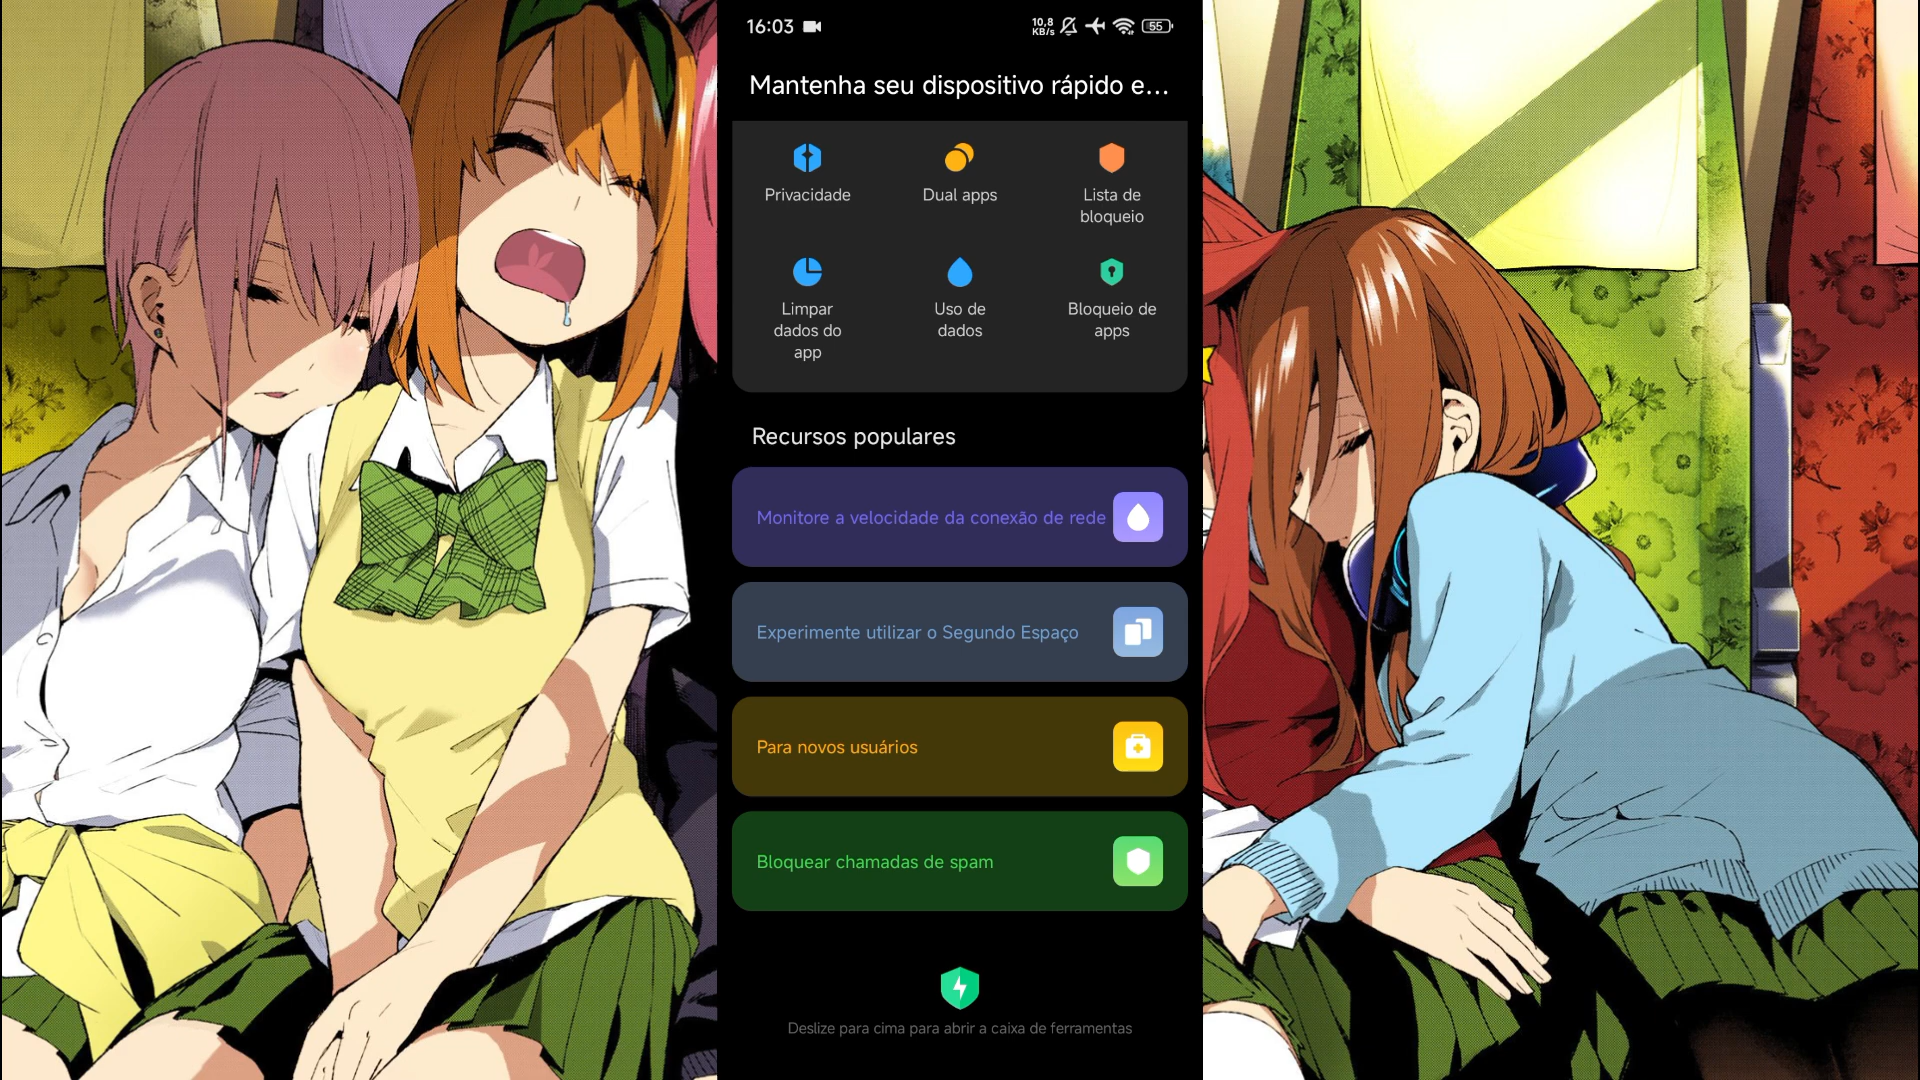 16:03
10,8
KB/s
55
Mantenha seu dispositivo rápido e...
Privacidade
Dual apps
Lista de
bloqueio
Limpar
dados do
app
Uso de
dados
Bloqueio de
apps
Recursos populares
Monitore a velocidade da conexão de rede
Experimente utilizar o Segundo Espaço
Para novos usuários
Bloquear chamadas de spam
Deslize para cima para abrir a caixa de ferramentas